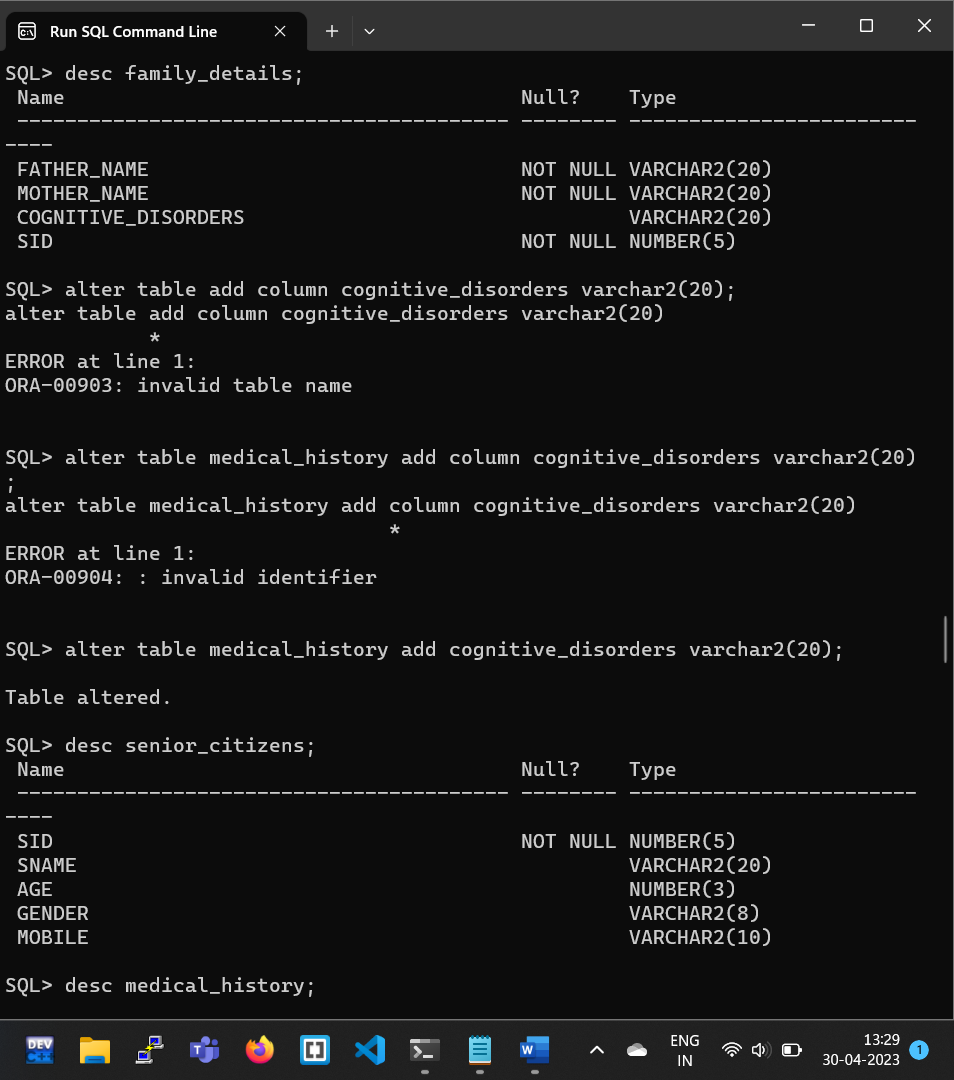 Run SQL Command Line
SQL> desc family_details;
 Name                                      Null?    Type
 ----------------------------------------- -------- ------------------------
----
 FATHER_NAME                               NOT NULL VARCHAR2(20)
 MOTHER_NAME                               NOT NULL VARCHAR2(20)
 COGNITIVE_DISORDERS                                VARCHAR2(20)
 SID                                       NOT NULL NUMBER(5)
SQL> alter table add column cognitive_disorders varchar2(20);
alter table add column cognitive_disorders varchar2(20)
            *
ERROR at line 1:
ORA-00903: invalid table name
SQL> alter table medical_history add column cognitive_disorders varchar2(20)
;
alter table medical_history add column cognitive_disorders varchar2(20)
                                *
ERROR at line 1:
ORA-00904: : invalid identifier
SQL> alter table medical_history add cognitive_disorders varchar2(20);
Table altered.
SQL> desc senior_citizens;
 Name                                      Null?    Type
 ----------------------------------------- -------- ------------------------
----
 SID                                       NOT NULL NUMBER(5)
 SNAME                                              VARCHAR2(20)
 AGE                                                NUMBER(3)
 GENDER                                             VARCHAR2(8)
 MOBILE                                             VARCHAR2(10)
SQL> desc medical_history;
DEV
C++
T
W
ENG
IN
13:29
30-04-2023
1